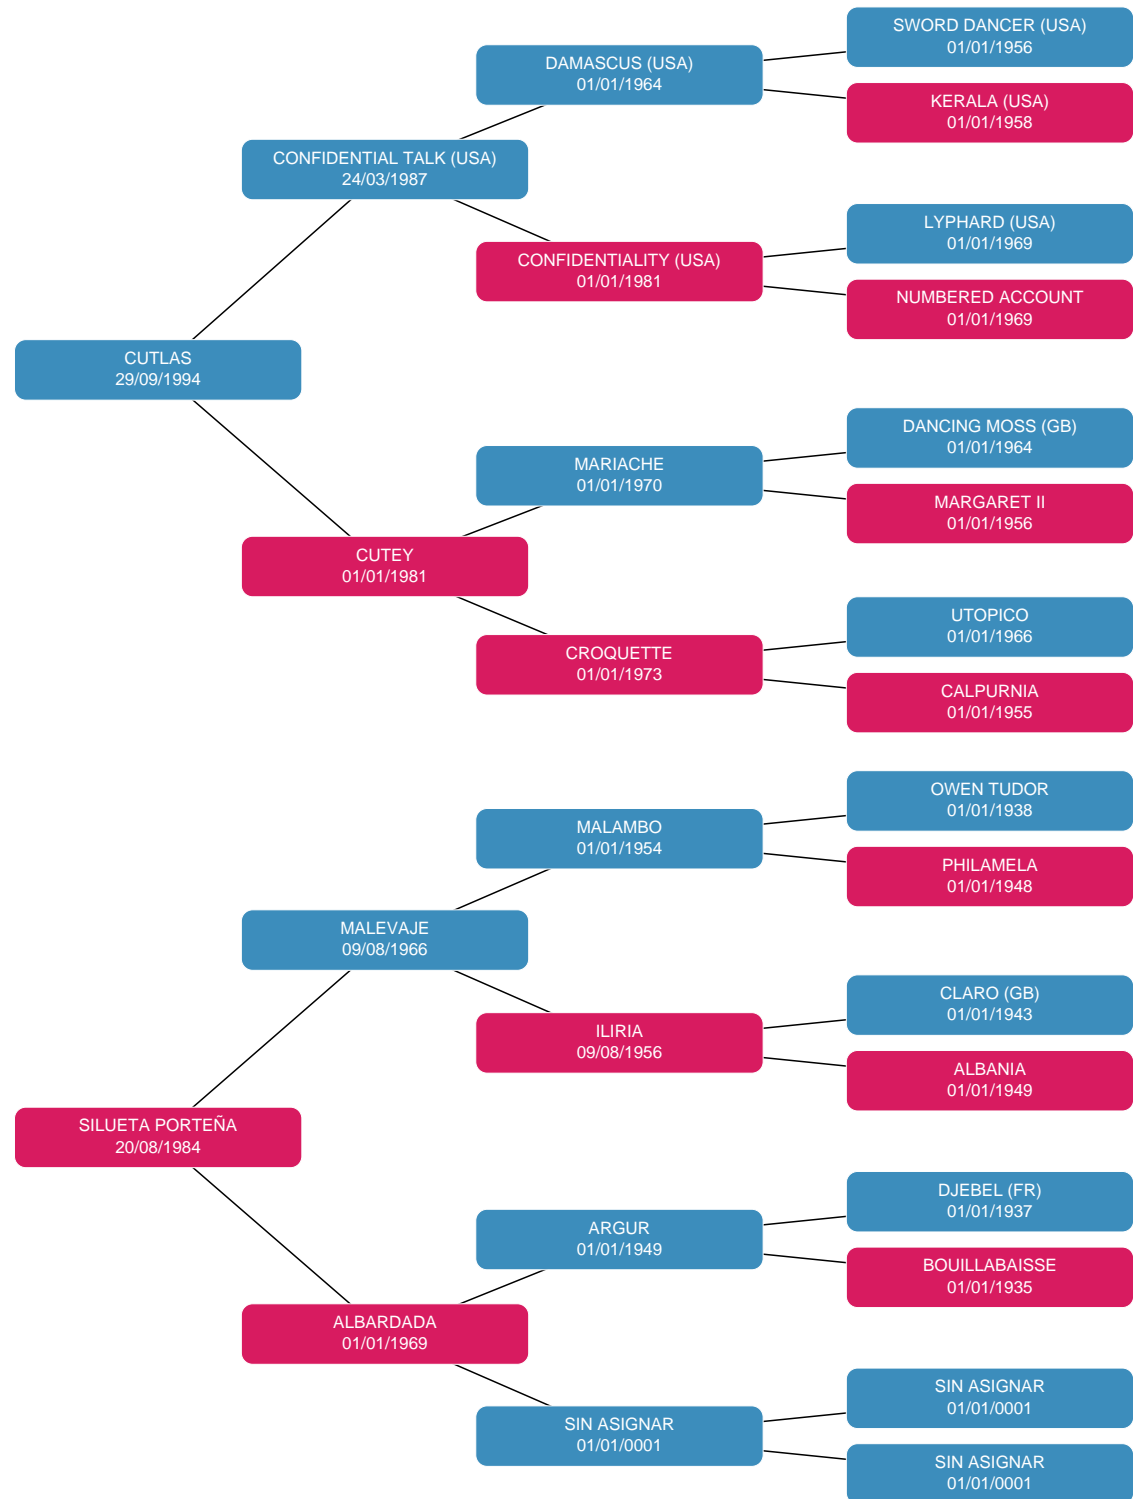 SWORD DANCER (USA)
01/01/1956
DAMASCUS (USA)
01/01/1964
KERALA (USA)
01/01/1958
CONFIDENTIAL TALK (USA)
24/03/1987
LYPHARD (USA)
01/01/1969
CONFIDENTIALITY (USA)
01/01/1981
NUMBERED ACCOUNT
01/01/1969
CUTLAS
29/09/1994
DANCING MOSS (GB)
01/01/1964
MARIACHE
01/01/1970
MARGARET II
01/01/1956
CUTEY
01/01/1981
UTOPICO
01/01/1966
CROQUETTE
01/01/1973
CALPURNIA
01/01/1955
OWEN TUDOR
01/01/1938
MALAMBO
01/01/1954
PHILAMELA
01/01/1948
MALEVAJE
09/08/1966
CLARO (GB)
01/01/1943
ILIRIA
09/08/1956
ALBANIA
01/01/1949
SILUETA PORTEÑA
20/08/1984
DJEBEL (FR)
01/01/1937
ARGUR
01/01/1949
BOUILLABAISSE
01/01/1935
ALBARDADA
01/01/1969
SIN ASIGNAR
01/01/0001
SIN ASIGNAR
01/01/0001
SIN ASIGNAR
01/01/0001